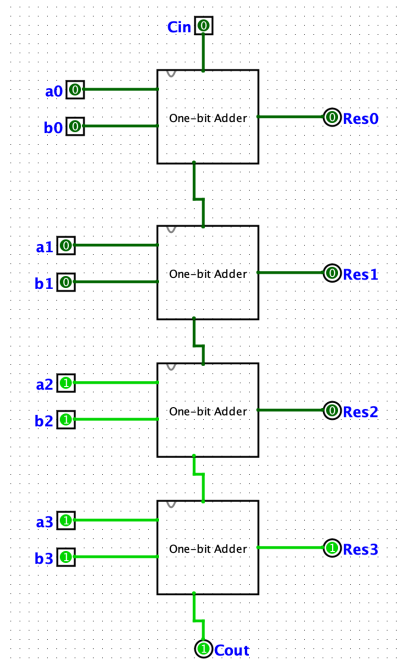 Cin 0
a0 0
b0 0
One-bit Adder
0 Res0
a1 0
b1 0
One-bit Adder
0 Res1
a2 1
b2 1
One-bit Adder
0 Res2
a3 1
b3 1
One-bit Adder
1 Res3
1 Cout